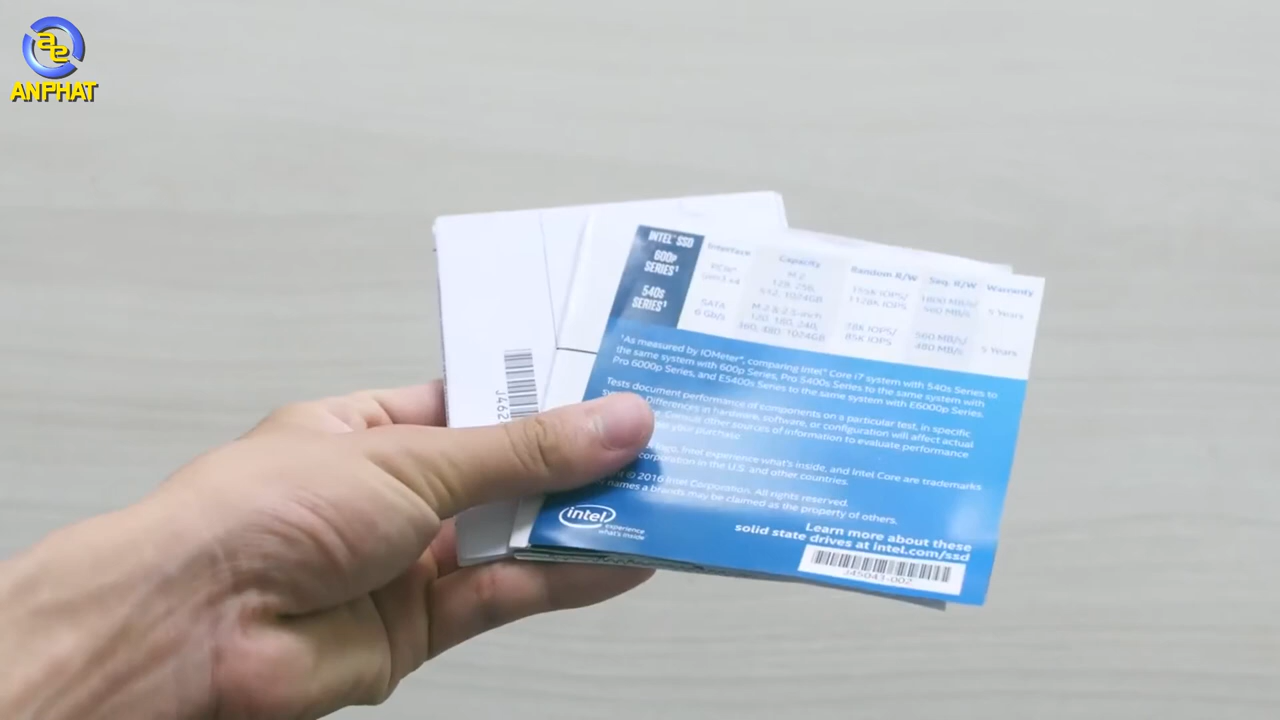 ANPHAT
INTEL® SSD
Interface
Capacity
Random R/W
Seq. R/W
Warranty
600p
SERIES¹
PCIe®
Gen3 x4
M.2
128, 256,
512, 1024GB
155K IOPS/
1128K IOPS
1800 MB/s/
560 MB/s
5 Years
540s
SERIES¹
SATA
6 Gb/s
M.2 & 2.5-inch
120, 180, 240,
360, 480, 1024GB
78K IOPS/
85K IOPS
560 MB/s/
480 MB/s
5 Years
¹As measured by IOMeter*, comparing Intel® Core i7 system with 540s Series to
the same system with 600p Series, Pro 5400s Series to the same system with
Pro 6000p Series, and E5400s Series to the same system with E6000p Series.
Tests document performance of components on a particular test, in specific
Differences in hardware, software, or configuration will affect actual
Consult other sources of information to evaluate performance
your purchase.
logo, Intel experience what's inside, and Intel Core are trademarks
corporation in the U.S. and other countries.
© 2016 Intel Corporation. All rights reserved.
names a brands may be claimed as the property of others.
intel
experience
what's inside
Learn more about these
solid state drives at intel.com/ssd
J45043-002
J462